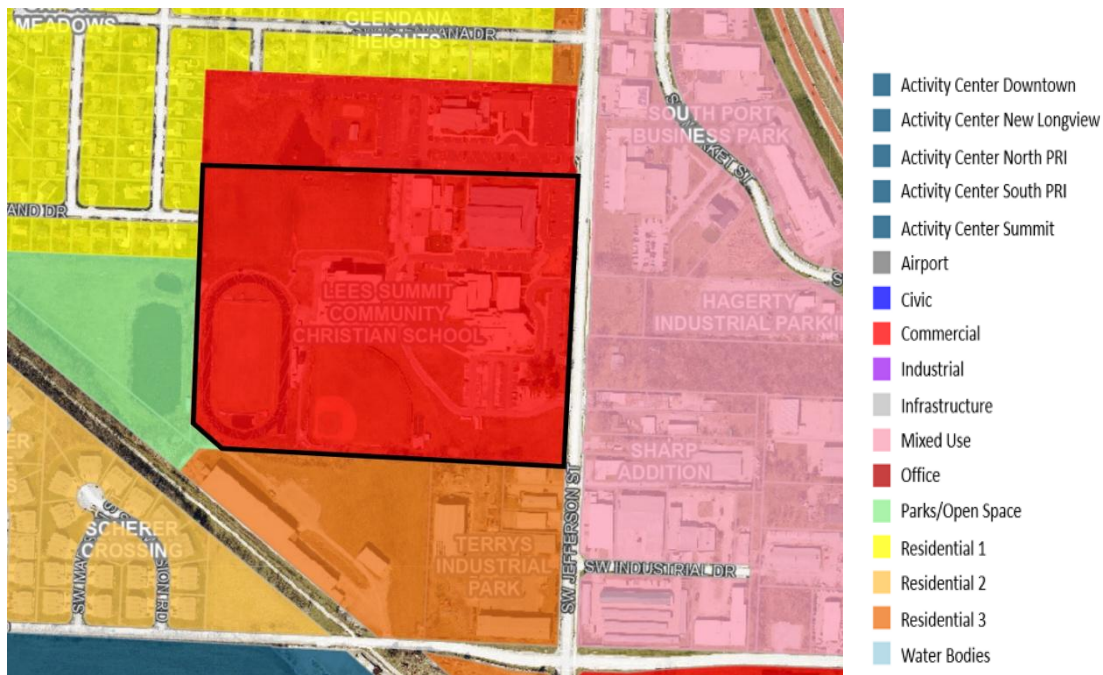 MEADOWS
GLENDANA
HEIGHTS
SOUTH PORT
BUSINESS PARK
AND DR
LEES SUMMIT
COMMUNITY
CHRISTIAN SCHOOL
HAGERTY
INDUSTRIAL PARK II
SHARP
ADDITION
SCHERER
CROSSING
TERRYS
INDUSTRIAL
PARK
SW JEFFERSON ST
SW INDUSTRIAL DR
Activity Center Downtown
Activity Center New Longview
Activity Center North PRI
Activity Center South PRI
Activity Center Summit
Airport
Civic
Commercial
Industrial
Infrastructure
Mixed Use
Office
Parks/Open Space
Residential 1
Residential 2
Residential 3
Water Bodies